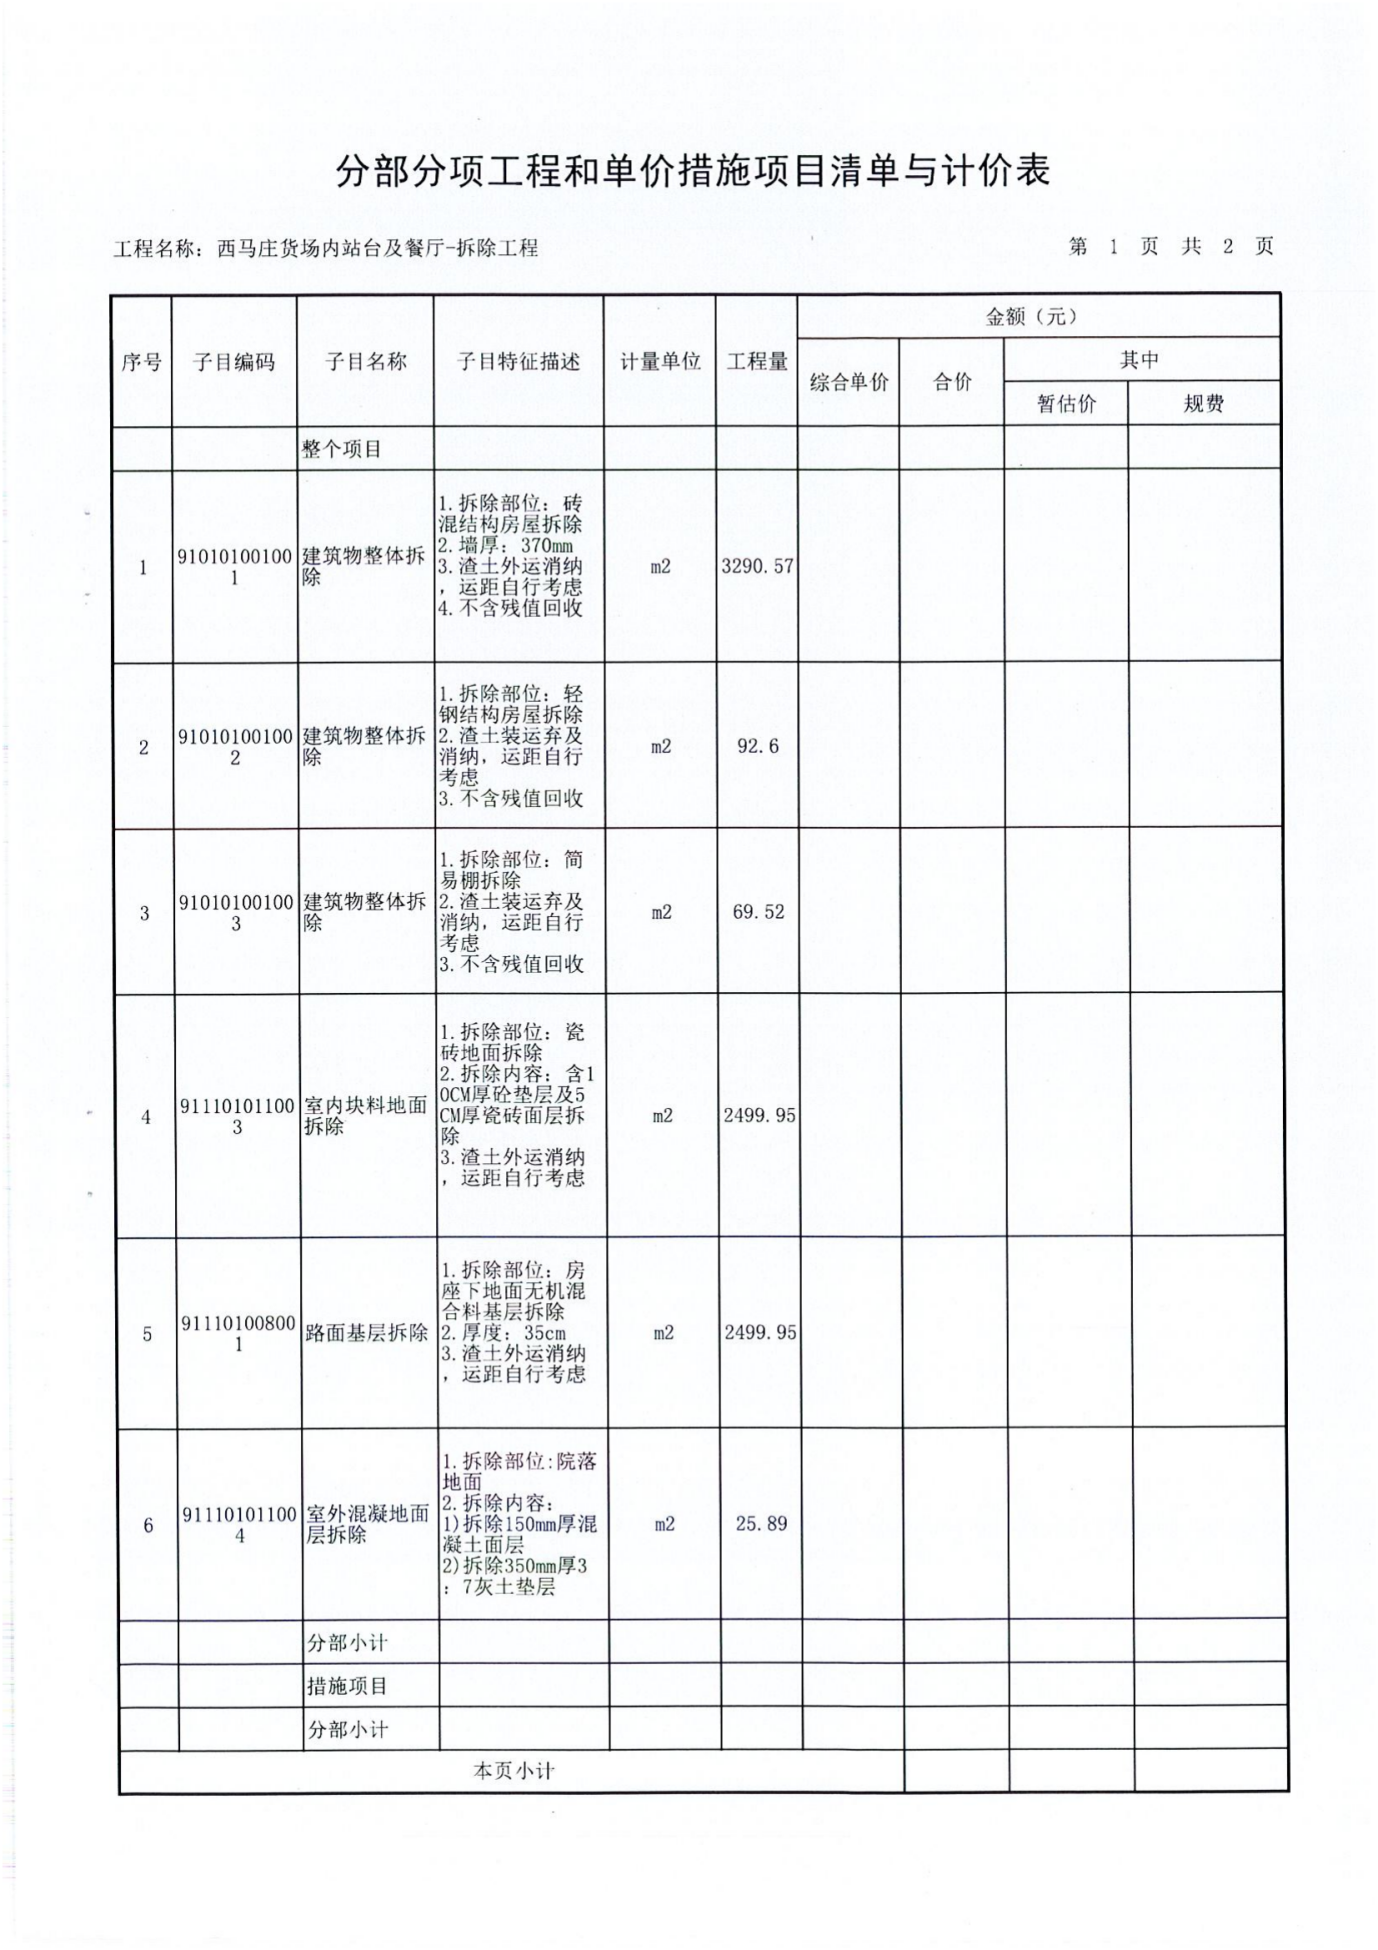 分部分项工程和单价措施项目清单与计价表
工程名称：西马庄货场内站台及餐厅-拆除工程
第 1 页 共 2 页
序号
子目编码
子目名称
子目特征描述
计量单位
工程量
金额（元）
综合单价
合价
其中
暂估价
规费
整个项目
1
91010100100
1
建筑物整体拆
除
1.拆除部位：砖
混结构房屋拆除
2.墙厚：370mm
3.渣土外运消纳
，运距自行考虑
4.不含残值回收
m2
3290.57
2
91010100100
2
建筑物整体拆
除
1.拆除部位：轻
钢结构房屋拆除
2.渣土装运弃及
消纳，运距自行
考虑
3.不含残值回收
m2
92.6
3
91010100100
3
建筑物整体拆
除
1.拆除部位：简
易棚拆除
2.渣土装运弃及
消纳，运距自行
考虑
3.不含残值回收
m2
69.52
4
91110101100
3
室内块料地面
拆除
1.拆除部位：瓷
砖地面拆除
2.拆除内容：含1
0CM厚砼垫层及5
CM厚瓷砖面层拆
除
3.渣土外运消纳
，运距自行考虑
m2
2499.95
5
91110100800
1
路面基层拆除
1.拆除部位：房
座下地面无机混
合料基层拆除
2.厚度：35cm
3.渣土外运消纳
，运距自行考虑
m2
2499.95
6
91110101100
4
室外混凝地面
层拆除
1.拆除部位:院落
地面
2.拆除内容：
1)拆除150mm厚混
凝土面层
2)拆除350mm厚3
：7灰土垫层
m2
25.89
分部小计
措施项目
分部小计
本页小计